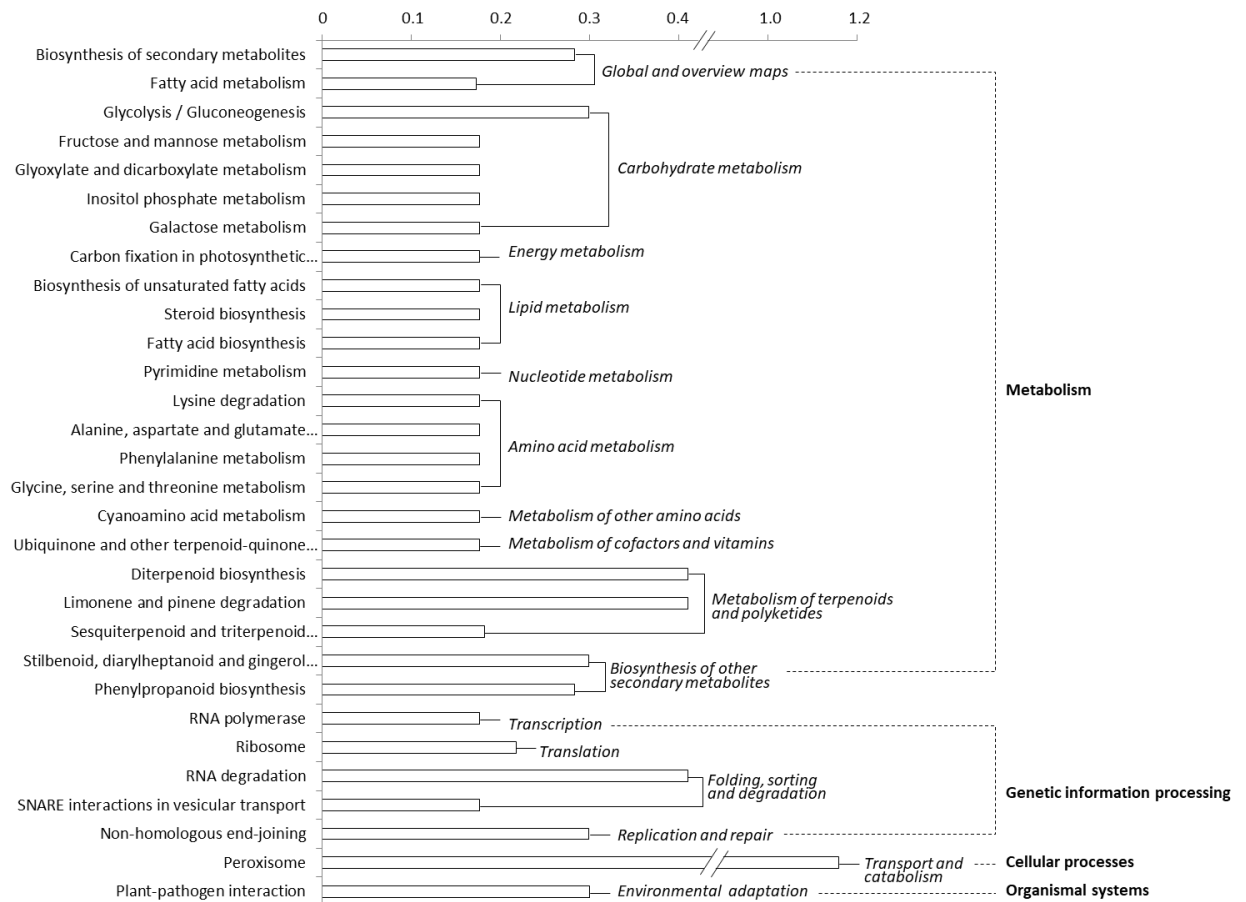 0 0.1 0.2 0.3 0.4 1.0 1.2
Biosynthesis of secondary metabolites
Global and overview maps
Fatty acid metabolism
Glycolysis / Gluconeogenesis
Fructose and mannose metabolism
Glyoxylate and dicarboxylate metabolism
Carbohydrate metabolism
Inositol phosphate metabolism
Galactose metabolism
Carbon fixation in photosynthetic...
Energy metabolism
Biosynthesis of unsaturated fatty acids
Steroid biosynthesis
Lipid metabolism
Fatty acid biosynthesis
Pyrimidine metabolism
Nucleotide metabolism
Metabolism
Lysine degradation
Alanine, aspartate and glutamate...
Amino acid metabolism
Phenylalanine metabolism
Glycine, serine and threonine metabolism
Cyanoamino acid metabolism
Metabolism of other amino acids
Ubiquinone and other terpenoid-quinone...
Metabolism of cofactors and vitamins
Diterpenoid biosynthesis
Limonene and pinene degradation
Metabolism of terpenoids
and polyketides
Sesquiterpenoid and triterpenoid...
Stilbenoid, diarylheptanoid and gingerol...
Biosynthesis of other
secondary metabolites
Phenylpropanoid biosynthesis
RNA polymerase
Transcription
Ribosome
Translation
RNA degradation
Folding, sorting
and degradation
Genetic information processing
SNARE interactions in vesicular transport
Non-homologous end-joining
Replication and repair
Peroxisome
Transport and
catabolism
Cellular processes
Plant-pathogen interaction
Environmental adaptation
Organismal systems